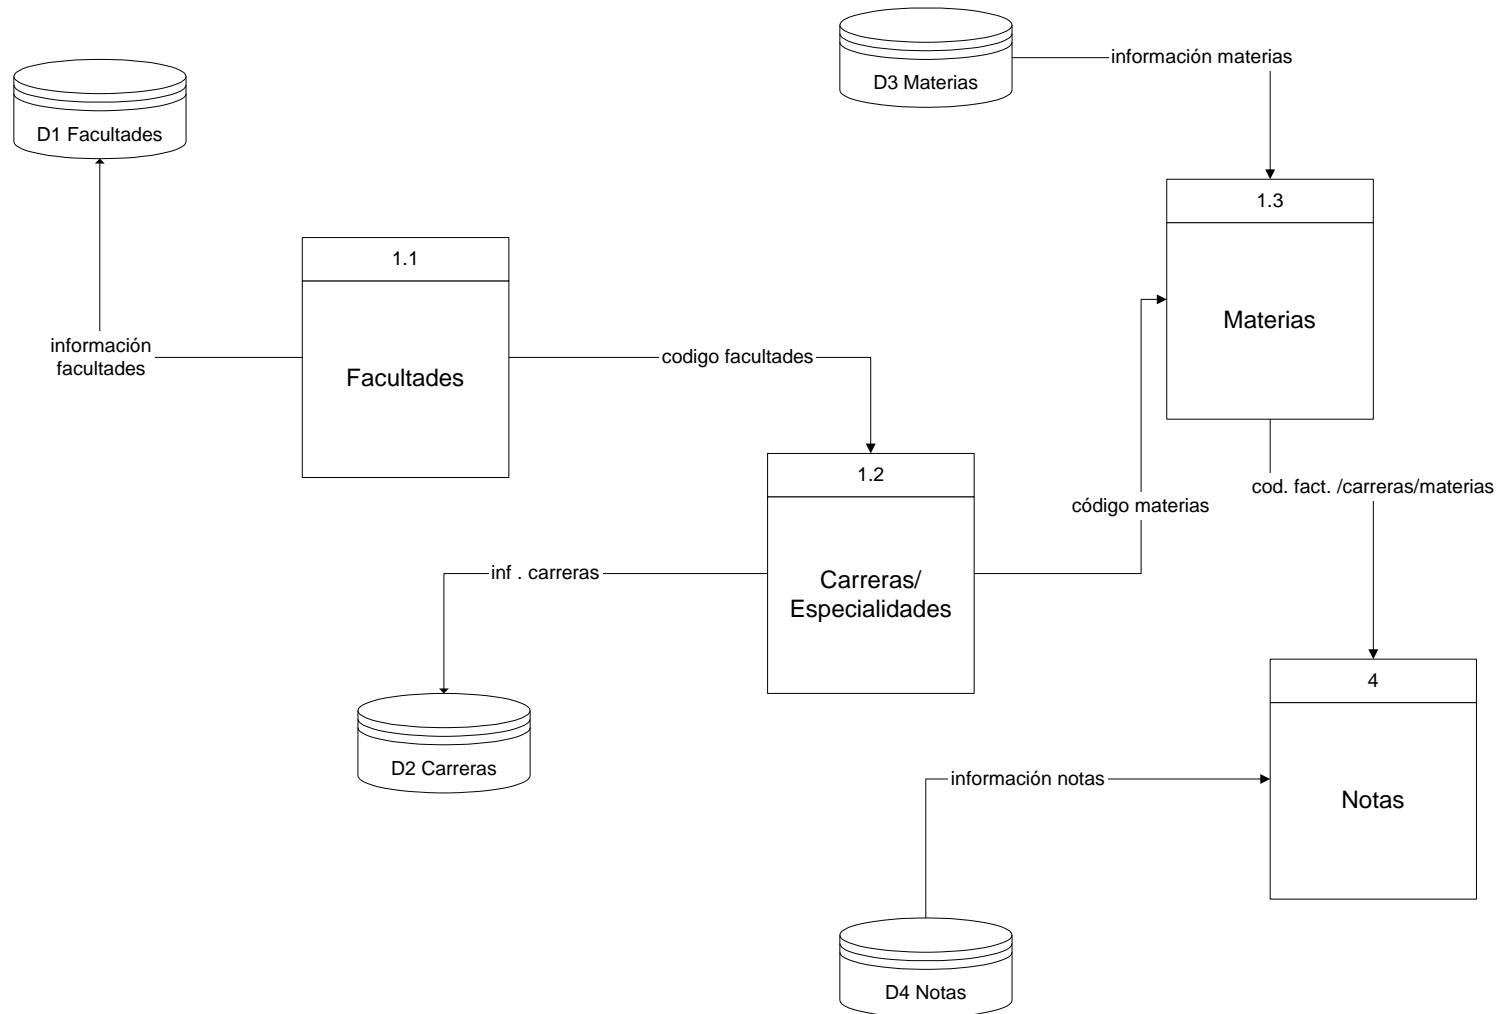 D3 Materias
información materias
D1 Facultades
1.3
Materias
1.1
Facultades
información
facultades
codigo facultades
1.2
Carreras/
Especialidades
código materias
cod. fact. /carreras/materias
inf . carreras
D2 Carreras
4
Notas
información notas
D4 Notas